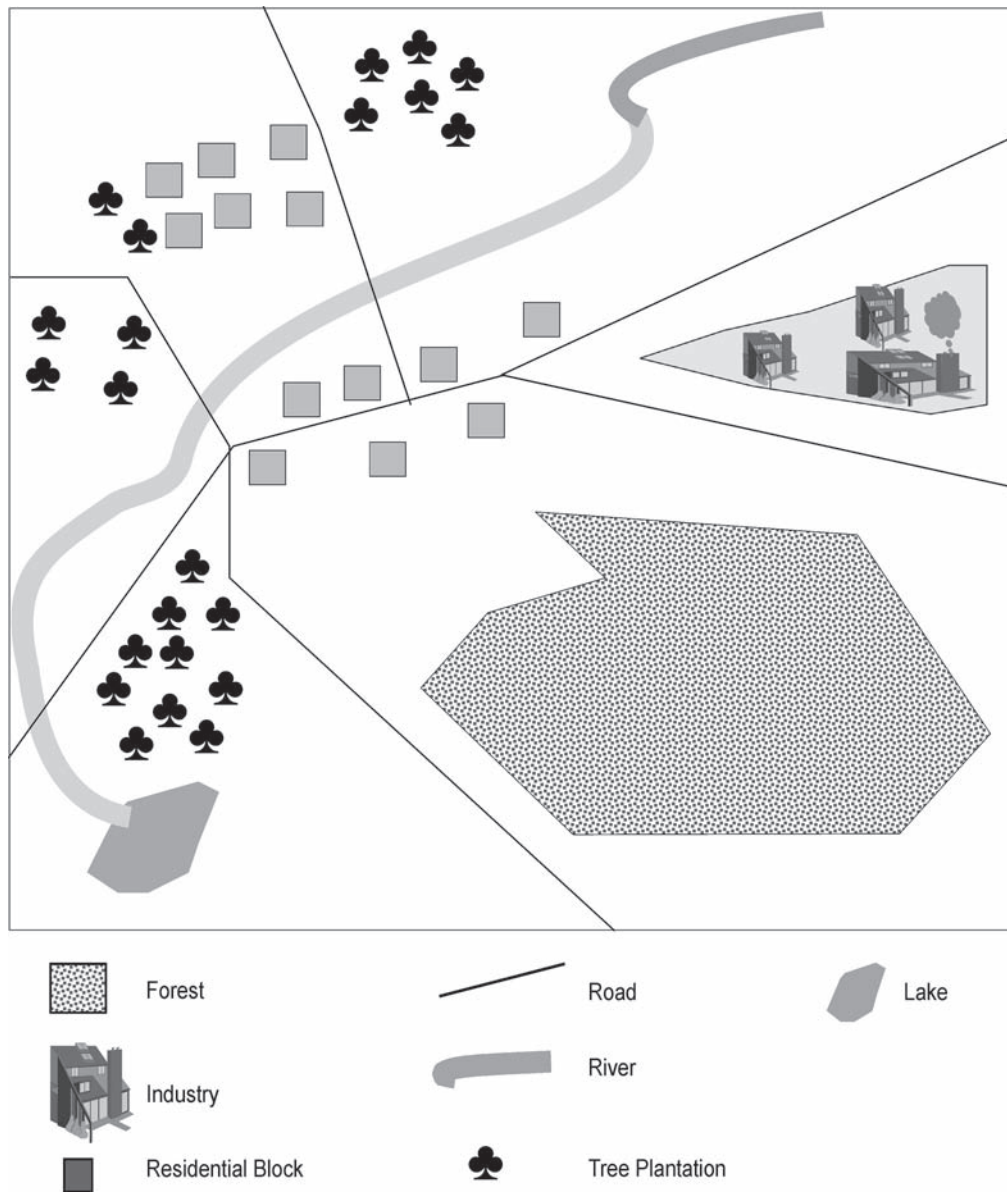 Forest
Road
Lake
Industry
River
Residential Block
Tree Plantation